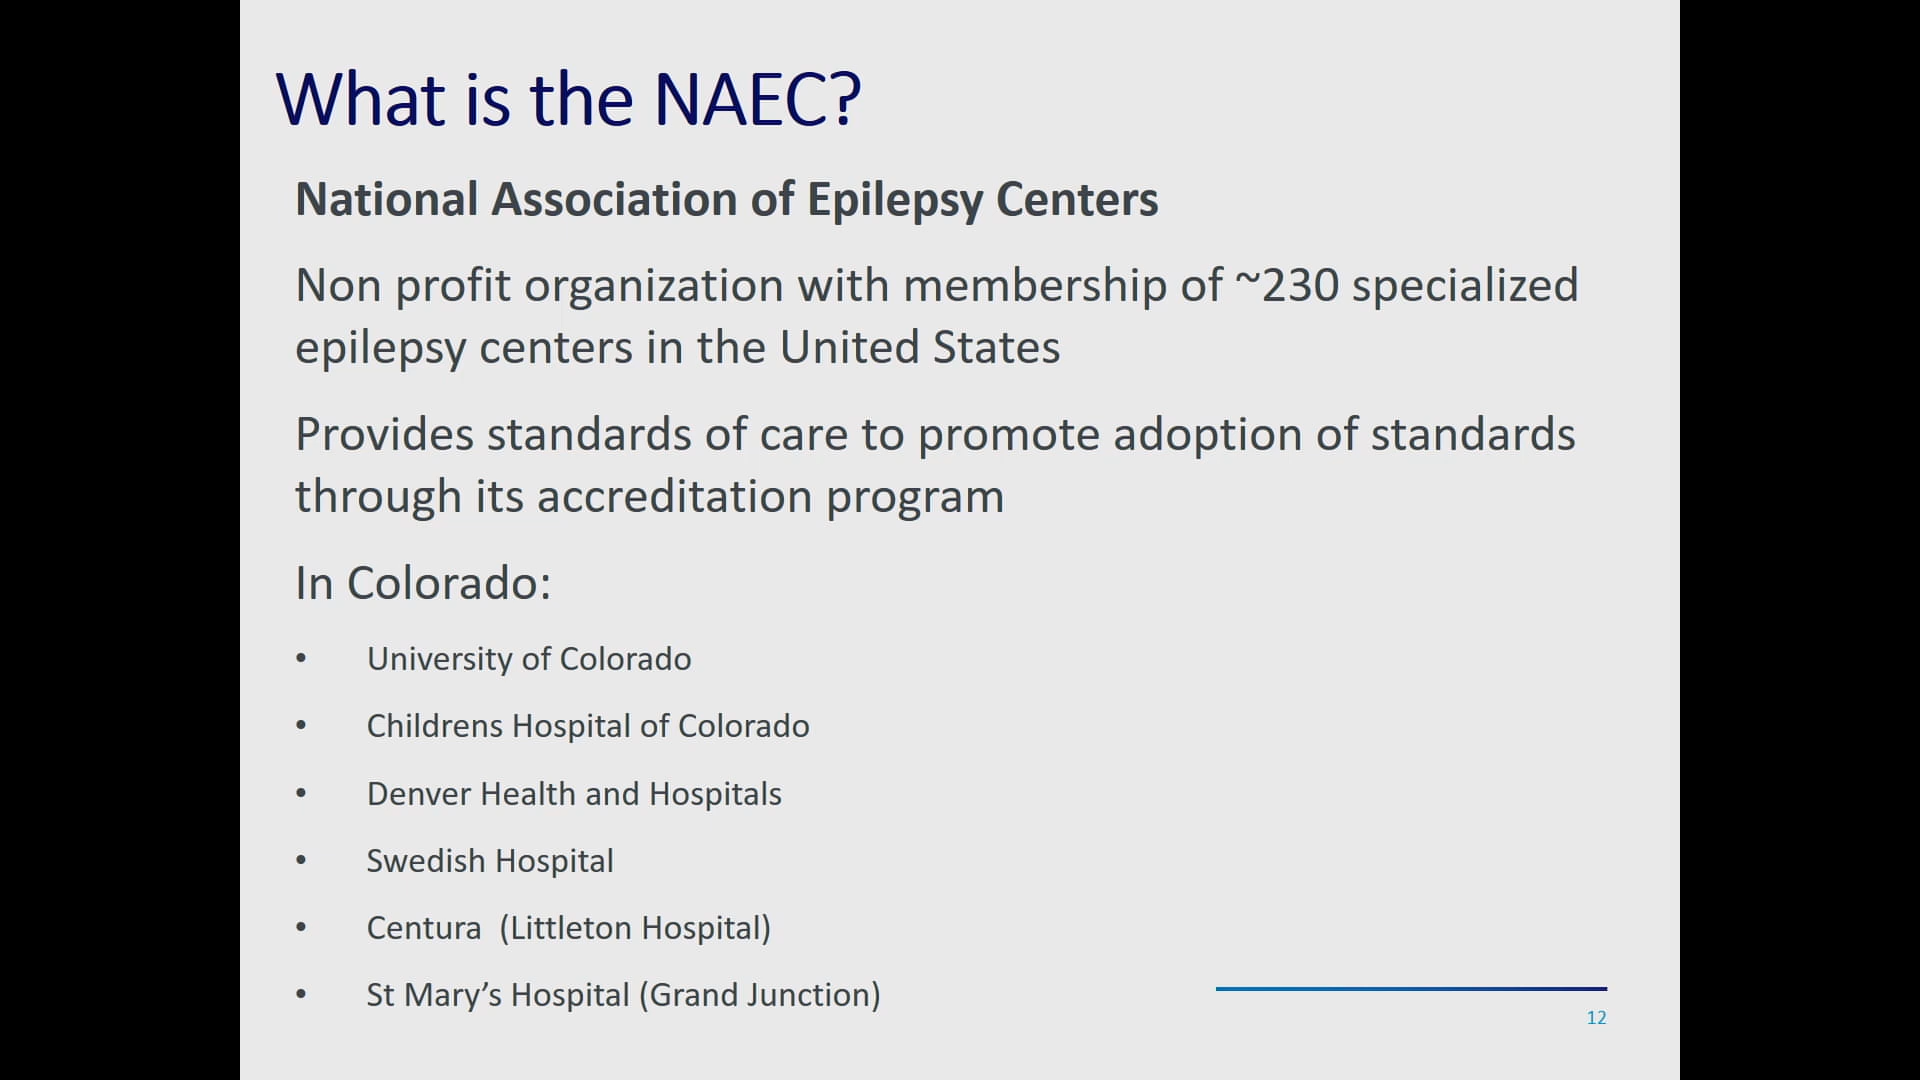 What is the NAEC?
National Association of Epilepsy Centers
Non profit organization with membership of ~230 specialized
epilepsy centers in the United States
Provides standards of care to promote adoption of standards
through its accreditation program
In Colorado:
• University of Colorado
• Childrens Hospital of Colorado
• Denver Health and Hospitals
• Swedish Hospital
• Centura  (Littleton Hospital)
• St Mary’s Hospital (Grand Junction)
12